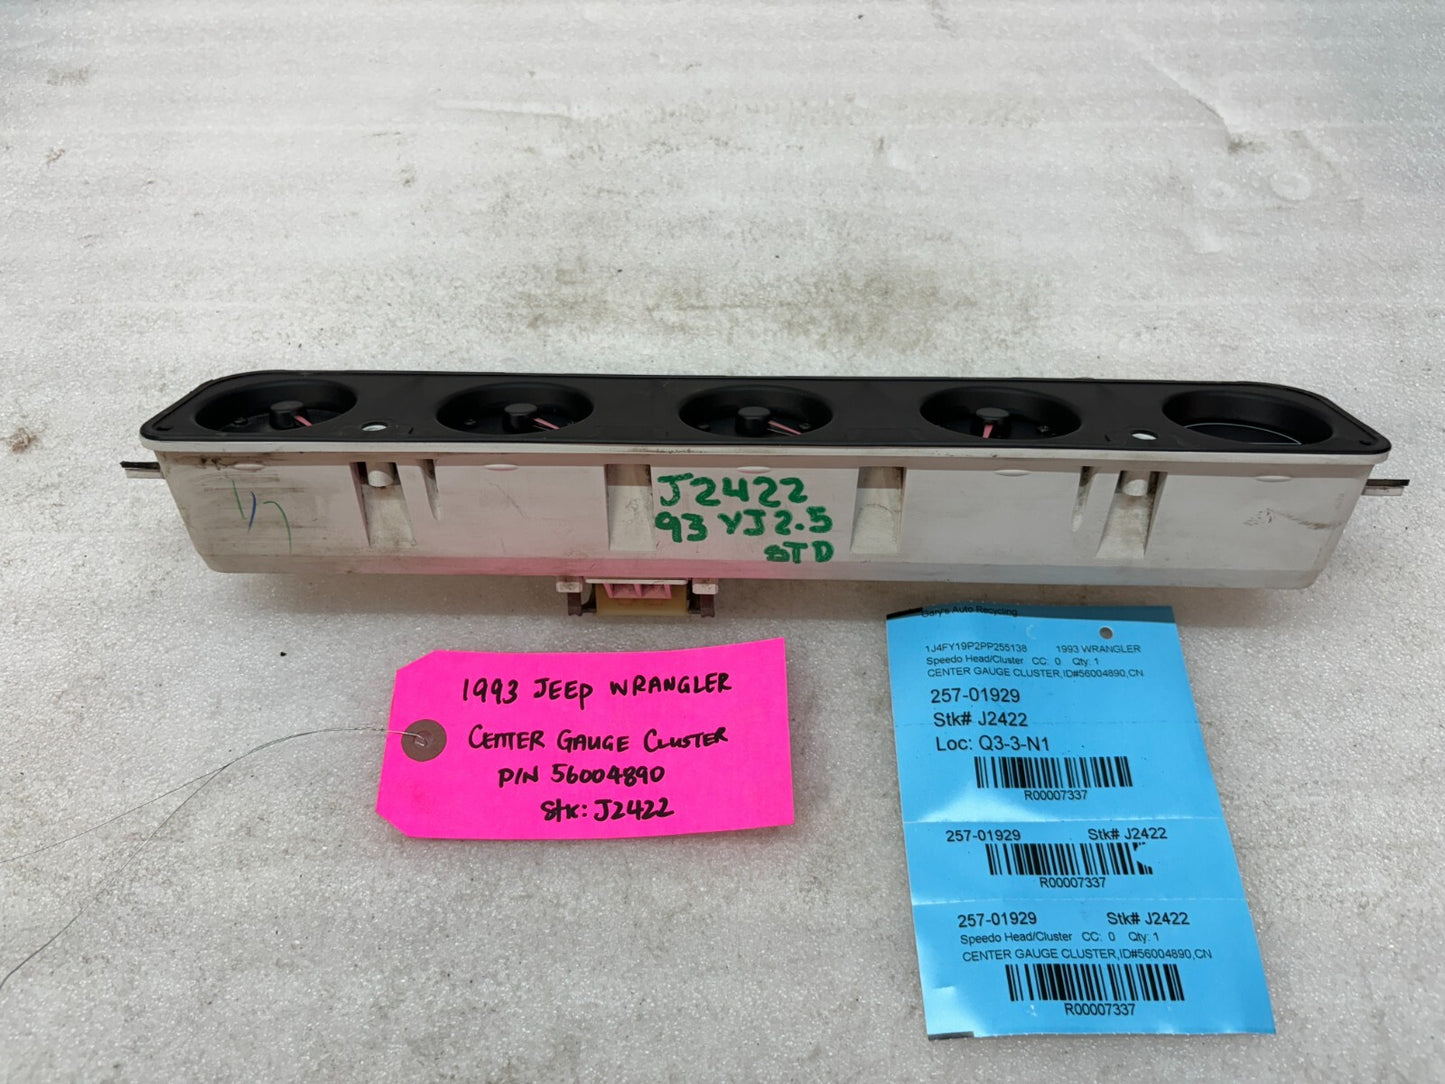 J2422
93 YJ 2.5
STD
1993 JEEP WRANGLER
CENTER GAUGE CLUSTER
P/N 56004890
Stk: J2422
Gary's Auto Recycling
1J4FY19P2PP255138 1993 WRANGLER
Speedo Head/Cluster CC: 0 Qty: 1
CENTER GAUGE CLUSTER,ID#56004890,CN
257-01929
Stk# J2422
Loc: Q3-3-N1
R00007337
257-01929 Stk# J2422
R00007337
257-01929 Stk# J2422
Speedo Head/Cluster CC: 0 Qty: 1
CENTER GAUGE CLUSTER,ID#56004890,CN
R00007337